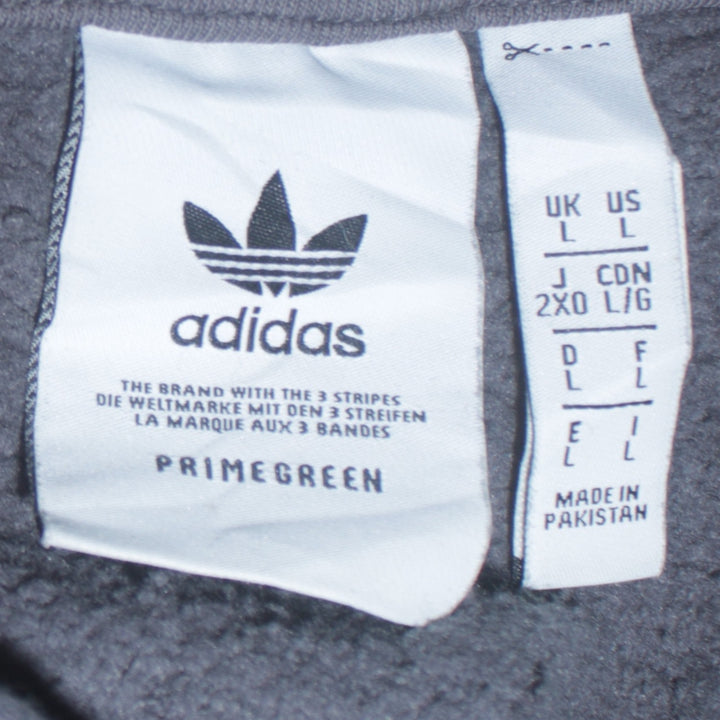 adidas
THE BRAND WITH THE 3 STRIPES
DIE WELTMARKE MIT DEN 3 STREIFEN
LA MARQUE AUX 3 BANDES
PRIMEGREEN
UK US
L L
J CDN
2XO L/G
D F
L L
E I
L L
MADE IN
PAKISTAN